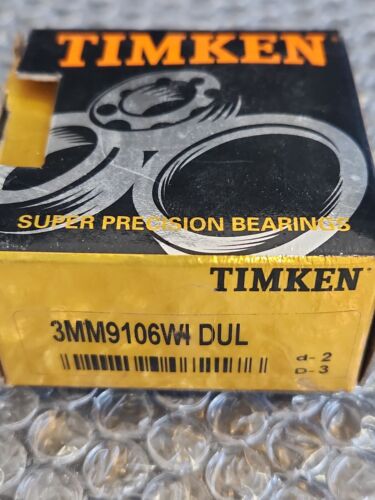 TIMKEN
SUPER PRECISION BEARINGS
TIMKEN
3MM9106WI DUL
d-2
D-3